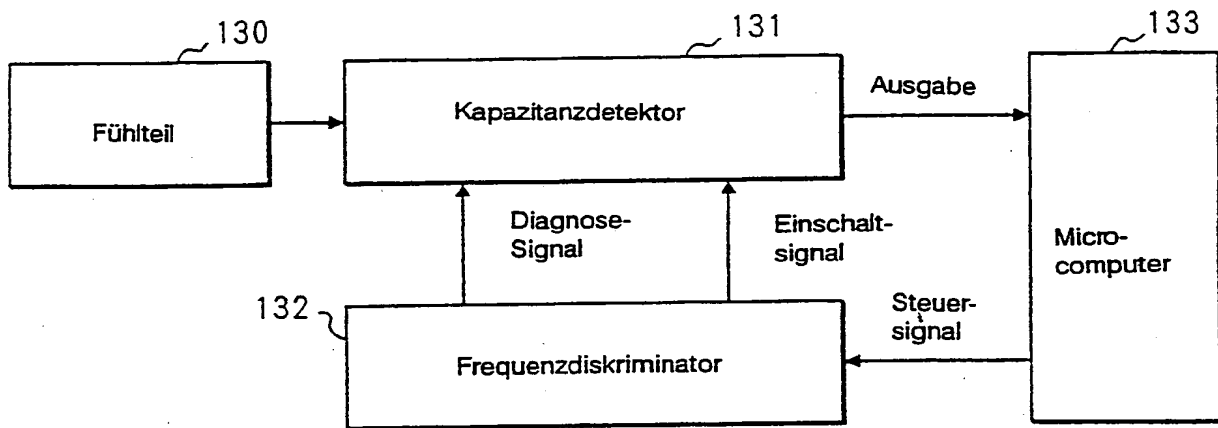 130
131
133
Fühlteil
Kapazitanzdetektor
Ausgabe
Diagnose-
Signal
Einschalt-
signal
Micro-
computer
132
Steuer-
signal
Frequenzdiskriminator